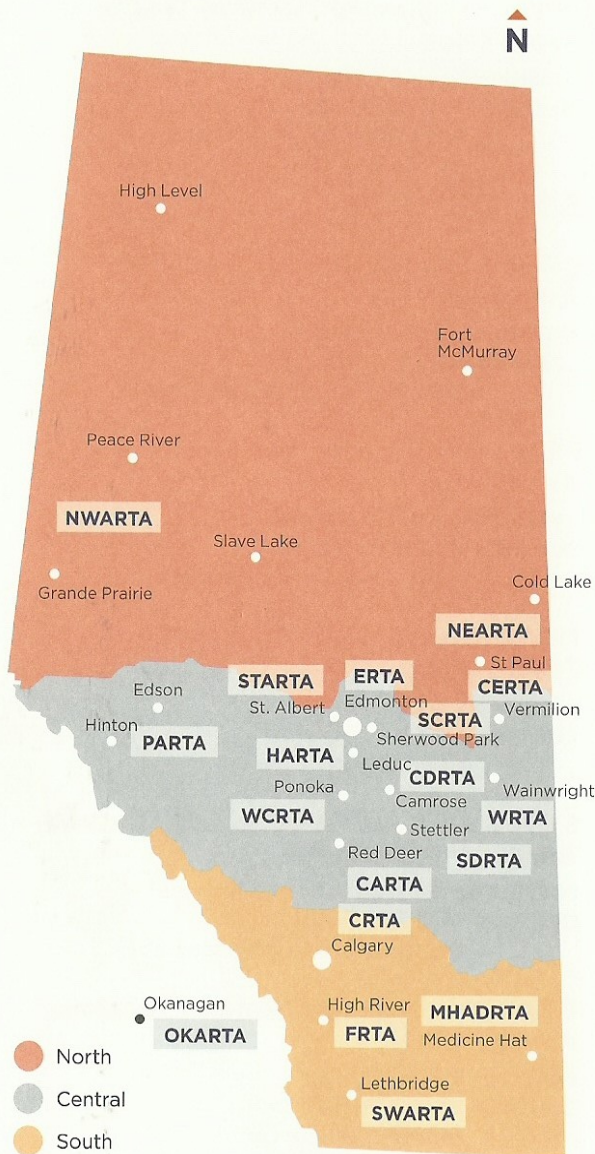 N
High Level
Fort
McMurray
Peace River
NWARTA
Slave Lake
Grande Prairie
Cold Lake
NEARTA
St Paul
STARTA
ERTA
CERTA
Edson
St. Albert
Edmonton
SCRTA
Vermilion
Hinton
PARTA
Sherwood Park
HARTA
Leduc
CDRTA
Ponoka
Camrose
Wainwright
WCRTA
WRTA
Stettler
Red Deer
SDRTA
CARTA
CRTA
Calgary
Okanagan
OKARTA
High River
FRTA
MHADRTA
Medicine Hat
North
Central
South
Lethbridge
SWARTA